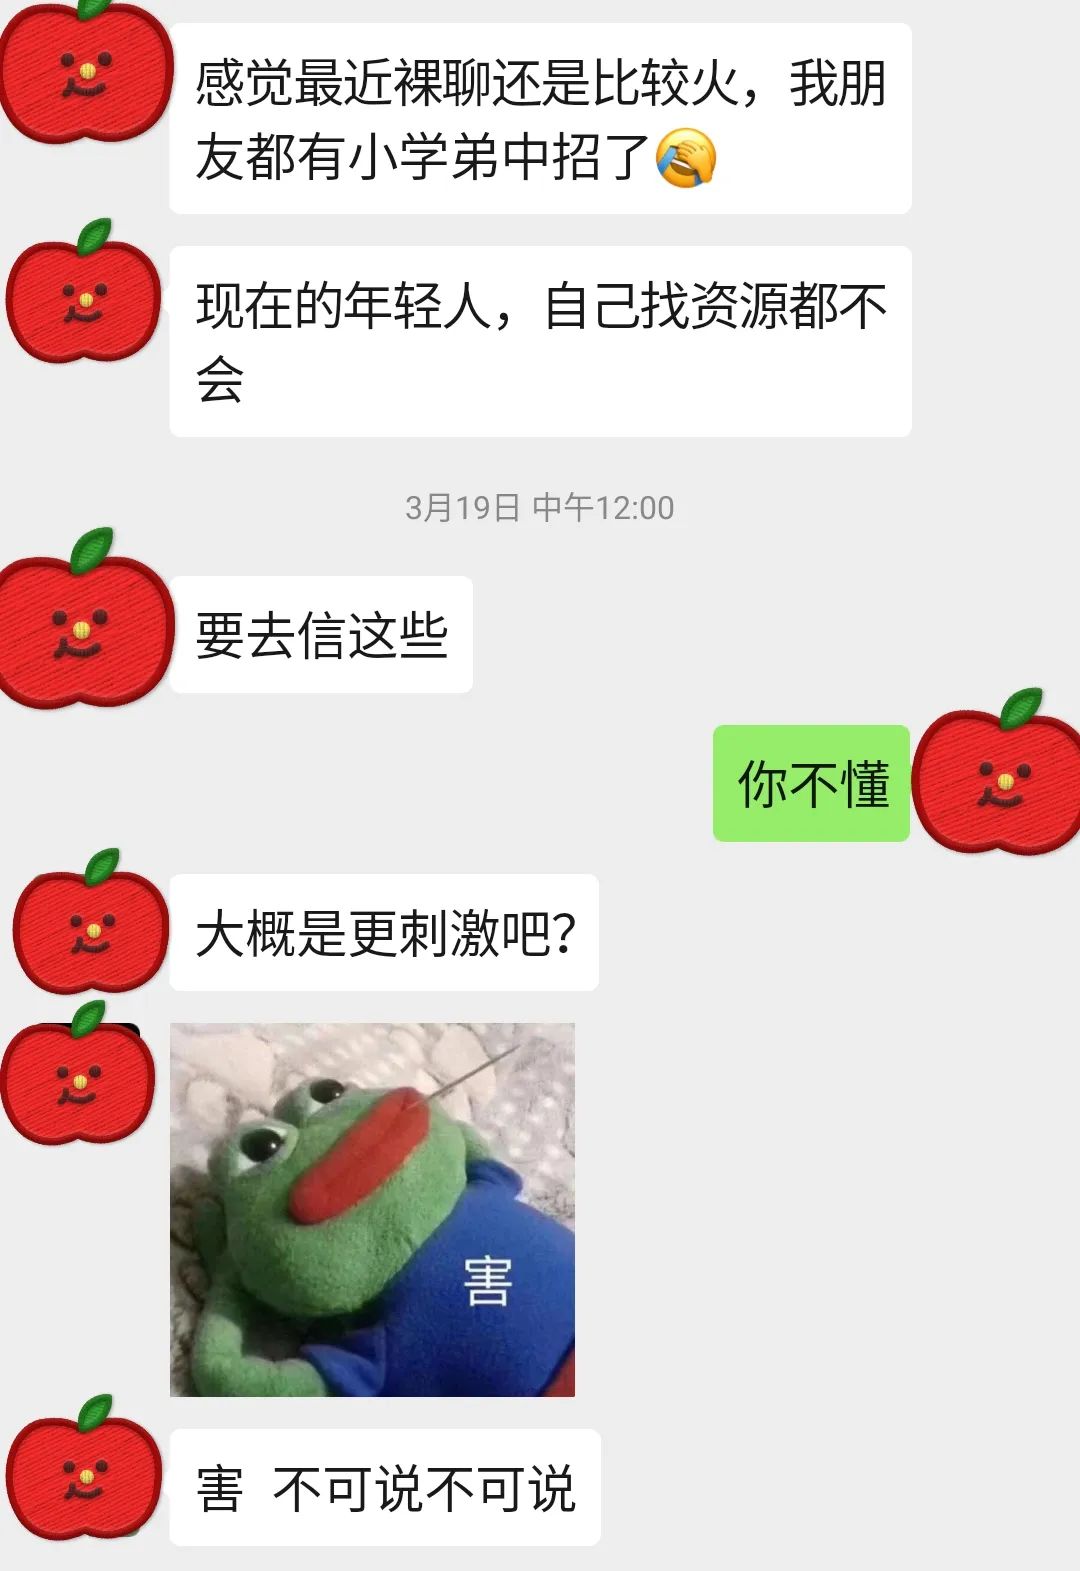 感觉最近裸聊还是比较火，我朋
友都有小学弟中招了
现在的年轻人，自己找资源都不
会
3月19日 中午12:00
要去信这些
你不懂
大概是更刺激吧？
害
害 不可说不可说